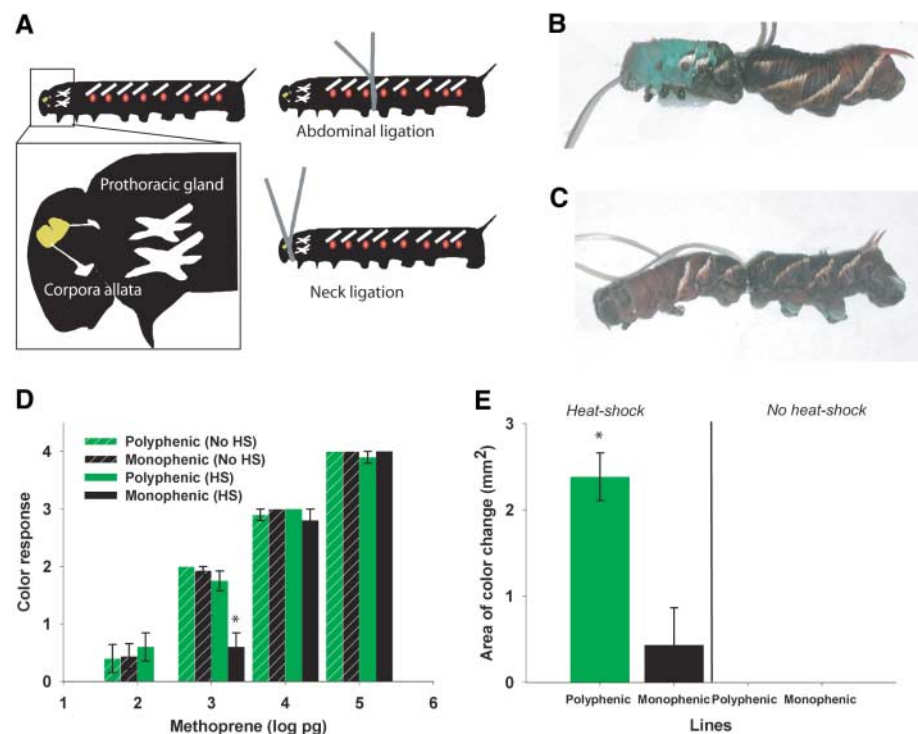 A
Abdominal ligation
Prothoracic gland
Corpora allata
Neck ligation
B
C
D
Polyphenic (No HS)
Monophenic (No HS)
Polyphenic (HS)
Monophenic (HS)
Color response
4
3
2
1
0
*
1 2 3 4 5 6
Methoprene (log pg)
E
Heat-shock No heat-shock
Area of color change (mm²)
3
2
1
0
*
Polyphenic Monophenic Polyphenic Monophenic
Lines